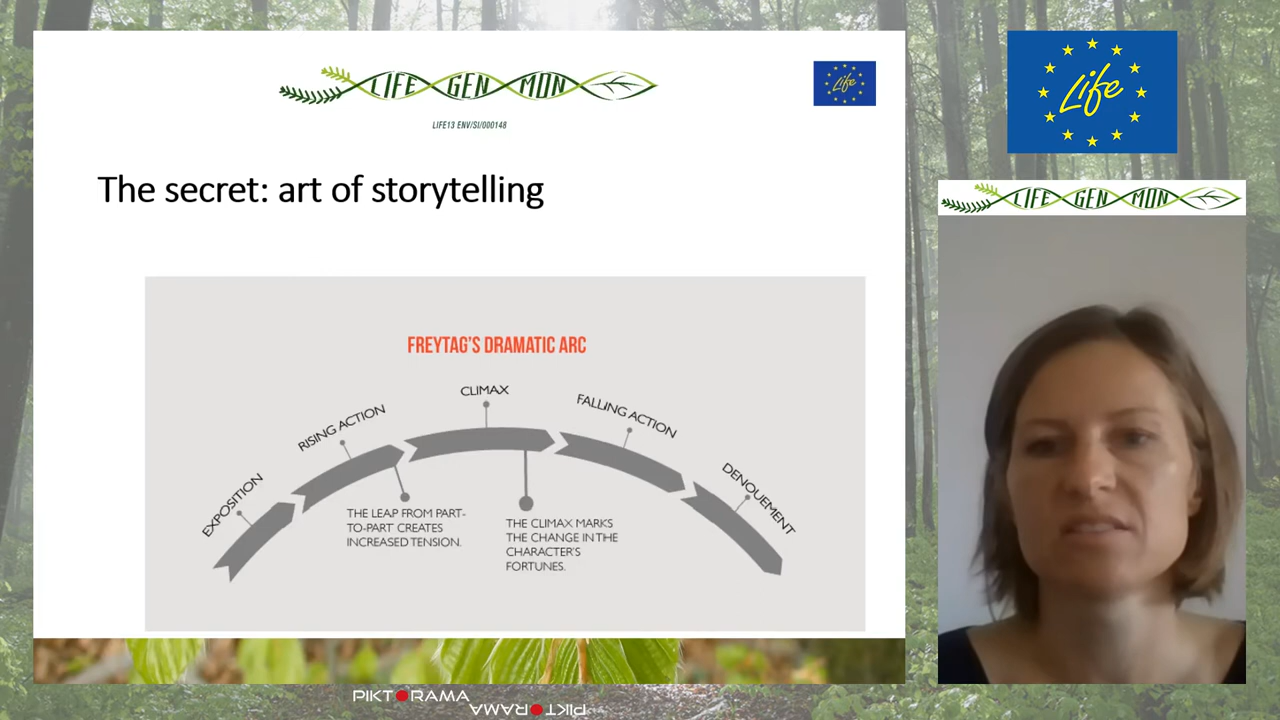 LIFE GEN MON
LIFE13 ENV/SI/000148
Life
The secret: art of storytelling
FREYTAG'S DRAMATIC ARC
EXPOSITION
RISING ACTION
CLIMAX
FALLING ACTION
DENOUEMENT
THE LEAP FROM PART-
TO-PART CREATES
INCREASED TENSION.
THE CLIMAX MARKS
THE CHANGE IN THE
CHARACTER'S
FORTUNES.
Life
LIFE GEN MON
PIKTORAMA
PIKTORAMA